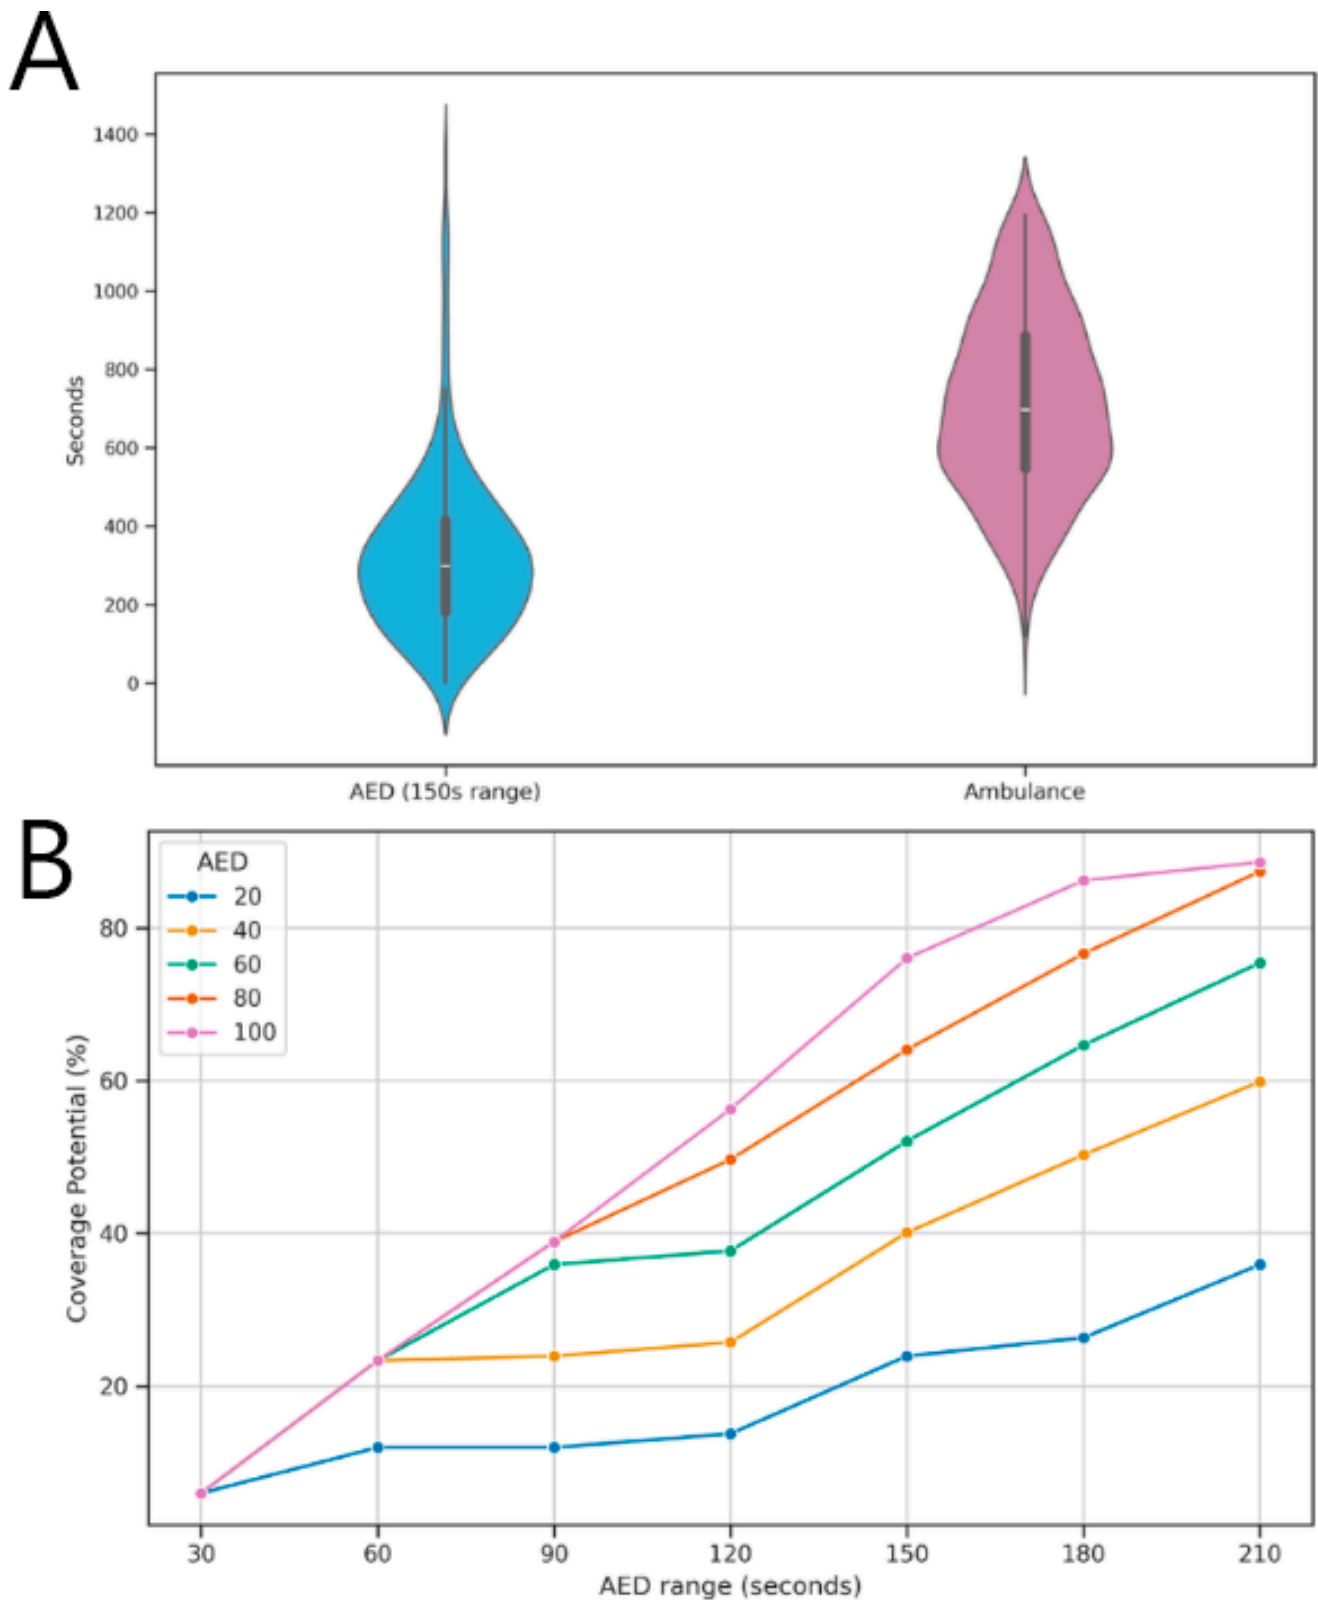 A
1400
1200
1000
800
600
400
200
0
Seconds
AED (150s range) Ambulance
B
AED
20
40
60
80
100
80
60
40
20
Coverage Potential (%)
30 60 90 120 150 180 210
AED range (seconds)